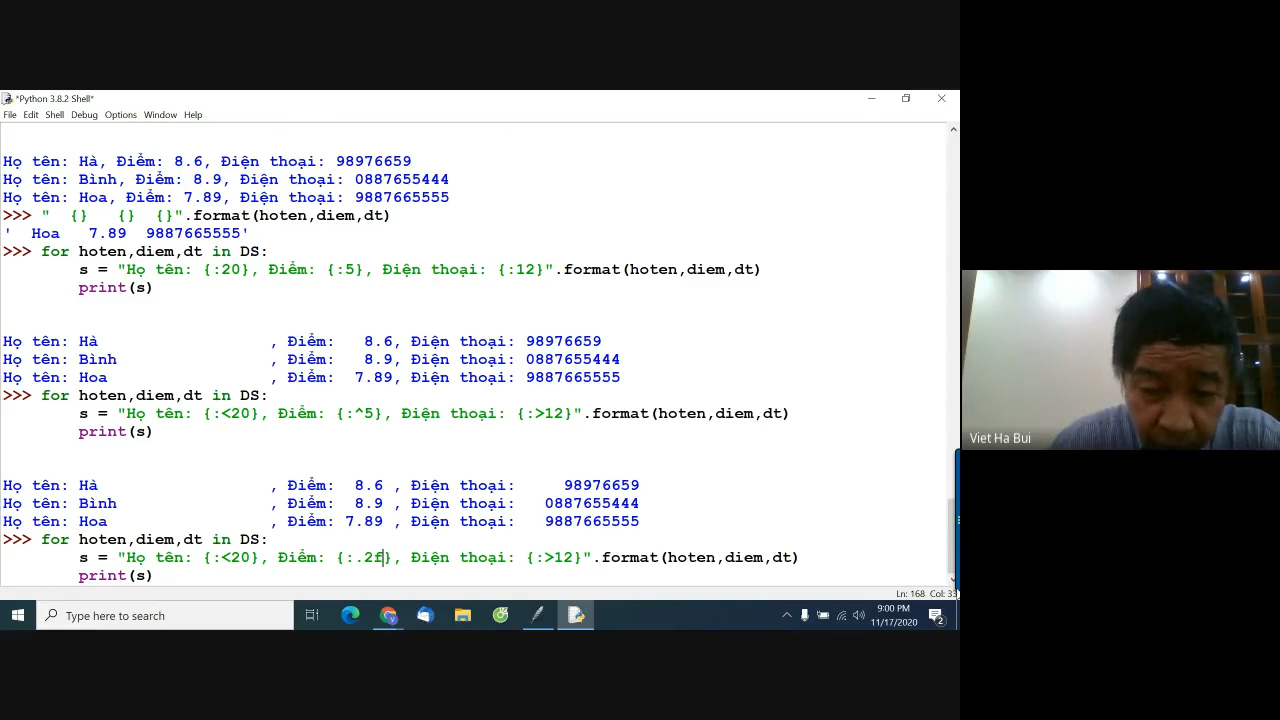 *Python 3.8.2 Shell*
File Edit Shell Debug Options Window Help
Họ tên: Hà, Điểm: 8.6, Điện thoại: 98976659
Họ tên: Bình, Điểm: 8.9, Điện thoại: 0887655444
Họ tên: Hoa, Điểm: 7.89, Điện thoại: 9887665555
>>> "  {}   {}  {}".format(hoten,diem,dt)
'  Hoa   7.89  9887665555'
>>> for hoten,diem,dt in DS:
        s = "Họ tên: {:20}, Điểm: {:5}, Điện thoại: {:12}".format(hoten,diem,dt)
        print(s)
Họ tên: Hà                  , Điểm:   8.6, Điện thoại: 98976659
Họ tên: Bình                , Điểm:   8.9, Điện thoại: 0887655444
Họ tên: Hoa                 , Điểm:  7.89, Điện thoại: 9887665555
>>> for hoten,diem,dt in DS:
        s = "Họ tên: {:<20}, Điểm: {:^5}, Điện thoại: {:>12}".format(hoten,diem,dt)
        print(s)
Họ tên: Hà                  , Điểm:  8.6 , Điện thoại:     98976659
Họ tên: Bình                , Điểm:  8.9 , Điện thoại:   0887655444
Họ tên: Hoa                 , Điểm: 7.89 , Điện thoại:   9887665555
>>> for hoten,diem,dt in DS:
        s = "Họ tên: {:<20}, Điểm: {:.2f}, Điện thoại: {:>12}".format(hoten,diem,dt)
        print(s)
Ln: 168 Col: 33
Type here to search
9:00 PM
11/17/2020
2
Viet Ha Bui